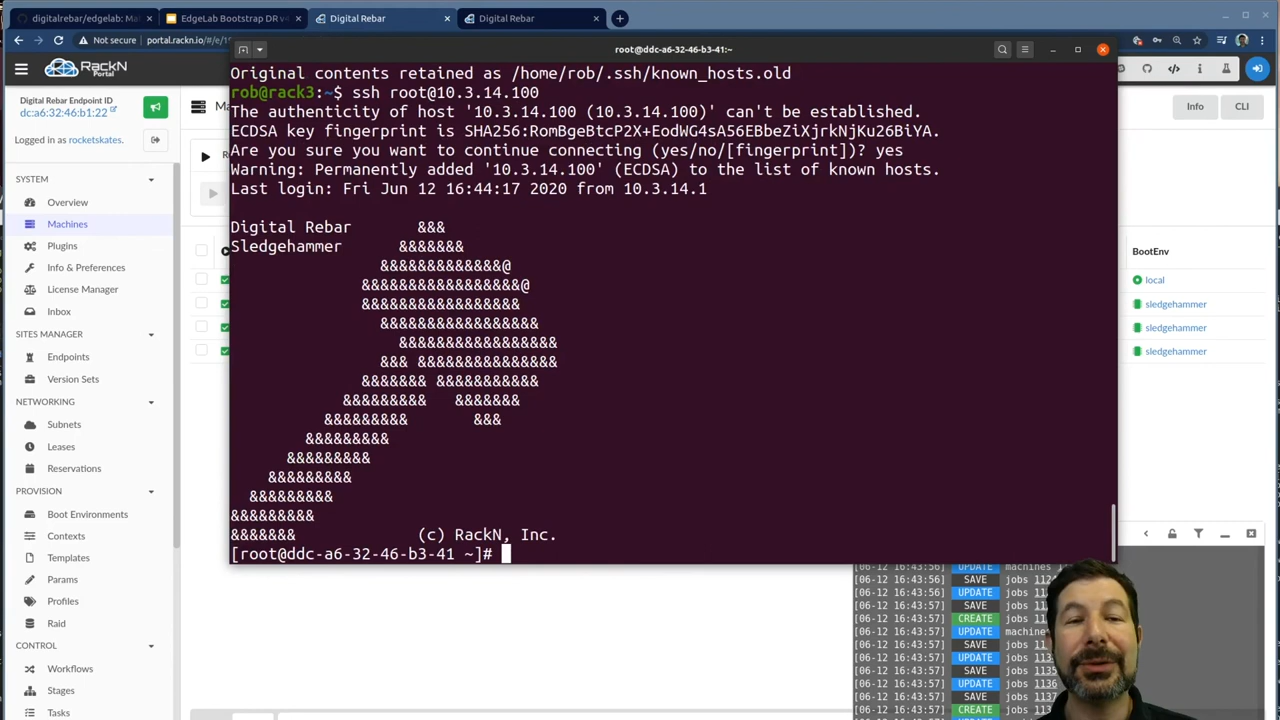 digitalrebar/edgelab: Ma
EdgeLab Bootstrap DR v4
Digital Rebar
Digital Rebar
Not secure
portal.rackn.io/#/e/1
root@ddc-a6-32-46-b3-41:~
RackN
Portal
Digital Rebar Endpoint ID
dc:a6:32:46:b1:22
Logged in as rocketskates.
Info
CLI
SYSTEM
Overview
Machines
Plugins
Info & Preferences
License Manager
Inbox
SITES MANAGER
Endpoints
Version Sets
NETWORKING
Subnets
Leases
Reservations
PROVISION
Boot Environments
Contexts
Templates
Params
Profiles
Raid
CONTROL
Workflows
Stages
Tasks
Original contents retained as /home/rob/.ssh/known_hosts.old
rob@rack3:~$ ssh root@10.3.14.100
The authenticity of host '10.3.14.100 (10.3.14.100)' can't be established.
ECDSA key fingerprint is SHA256:RomBgeBtcP2X+EodWG4sA56EBbeZiXjrkNjKu26BiYA.
Are you sure you want to continue connecting (yes/no/[fingerprint])? yes
Warning: Permanently added '10.3.14.100' (ECDSA) to the list of known hosts.
Last login: Fri Jun 12 16:44:17 2020 from 10.3.14.1
Digital Rebar &&&
Sledgehammer &&&&&&&
&&&&&&&&&&&&&@
&&&&&&&&&&&&&&&&&@
&&&&&&&&&&&&&&&&&
&&&&&&&&&&&&&&&&&
&&&&&&&&&&&&&&&&&
&&& &&&&&&&&&&&&&&&
&&&&&&& &&&&&&&&&&&
&&&&&&&&& &&&&&&&
&&&&&&&&& &&&
&&&&&&&&&
&&&&&&&&&
&&&&&&&&&
&&&&&&&&&
&&&&&&&&&
&&&&&&& (c) RackN, Inc.
[root@ddc-a6-32-46-b3-41 ~]#
BootEnv
local
sledgehammer
sledgehammer
sledgehammer
[06-12 16:43:56] UPDATE machines
[06-12 16:43:56] SAVE jobs 112
[06-12 16:43:56] UPDATE jobs
[06-12 16:43:57] SAVE jobs
[06-12 16:43:57] CREATE jobs
[06-12 16:43:57] UPDATE machine
[06-12 16:43:57] SAVE jobs
[06-12 16:43:57] UPDATE jobs 113
[06-12 16:43:57] SAVE jobs 1135
[06-12 16:43:57] UPDATE jobs 1136
[06-12 16:43:57] SAVE jobs 1137
[06-12 16:43:57] CREATE jobs